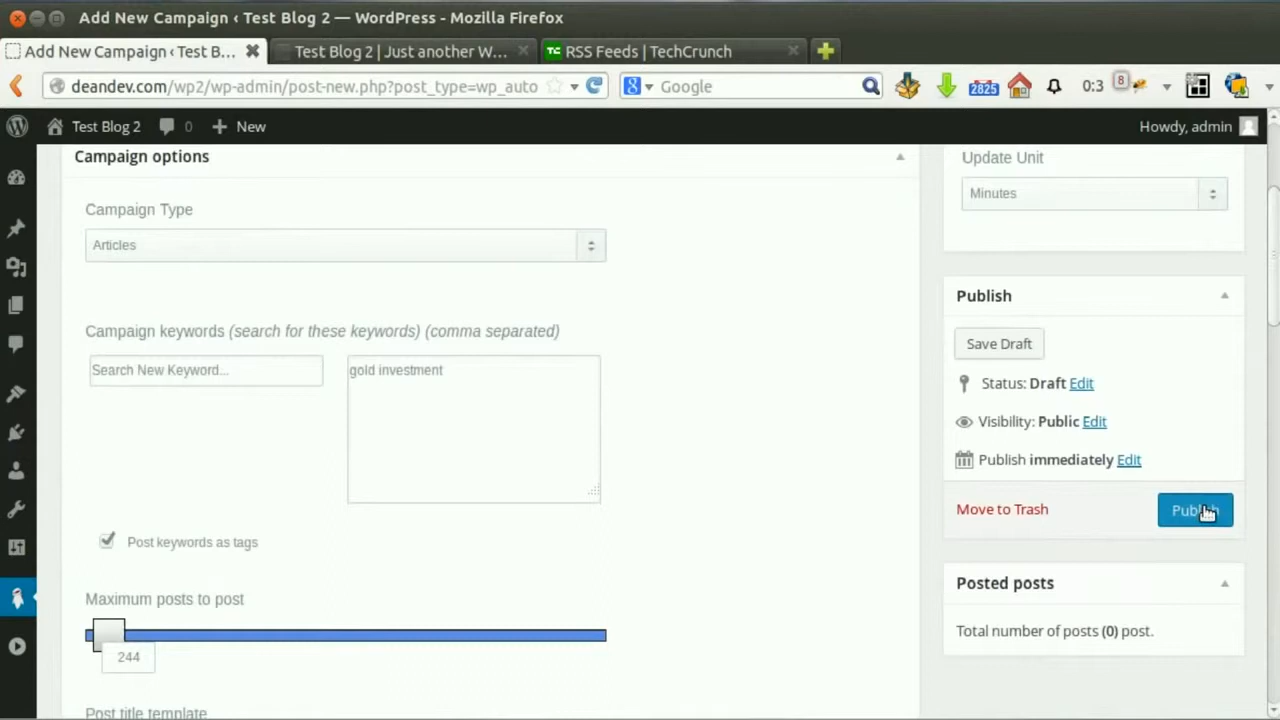 Add New Campaign ‹ Test Blog 2 — WordPress - Mozilla Firefox
Add New Campaign ‹ Test B...
Test Blog 2 | Just another W...
TC RSS Feeds | TechCrunch
deandev.com/wp2/wp-admin/post-new.php?post_type=wp_auto
8 Google
2825
0:3
8
Test Blog 2
0
New
Howdy, admin
Campaign options
Update Unit
Minutes
Campaign Type
Articles
Publish
Save Draft
Campaign keywords (search for these keywords) (comma separated)
Search New Keyword...
gold investment
Status: Draft Edit
Visibility: Public Edit
Publish immediately Edit
Move to Trash
Publish
Post keywords as tags
Posted posts
Maximum posts to post
Total number of posts (0) post.
244
Post title template